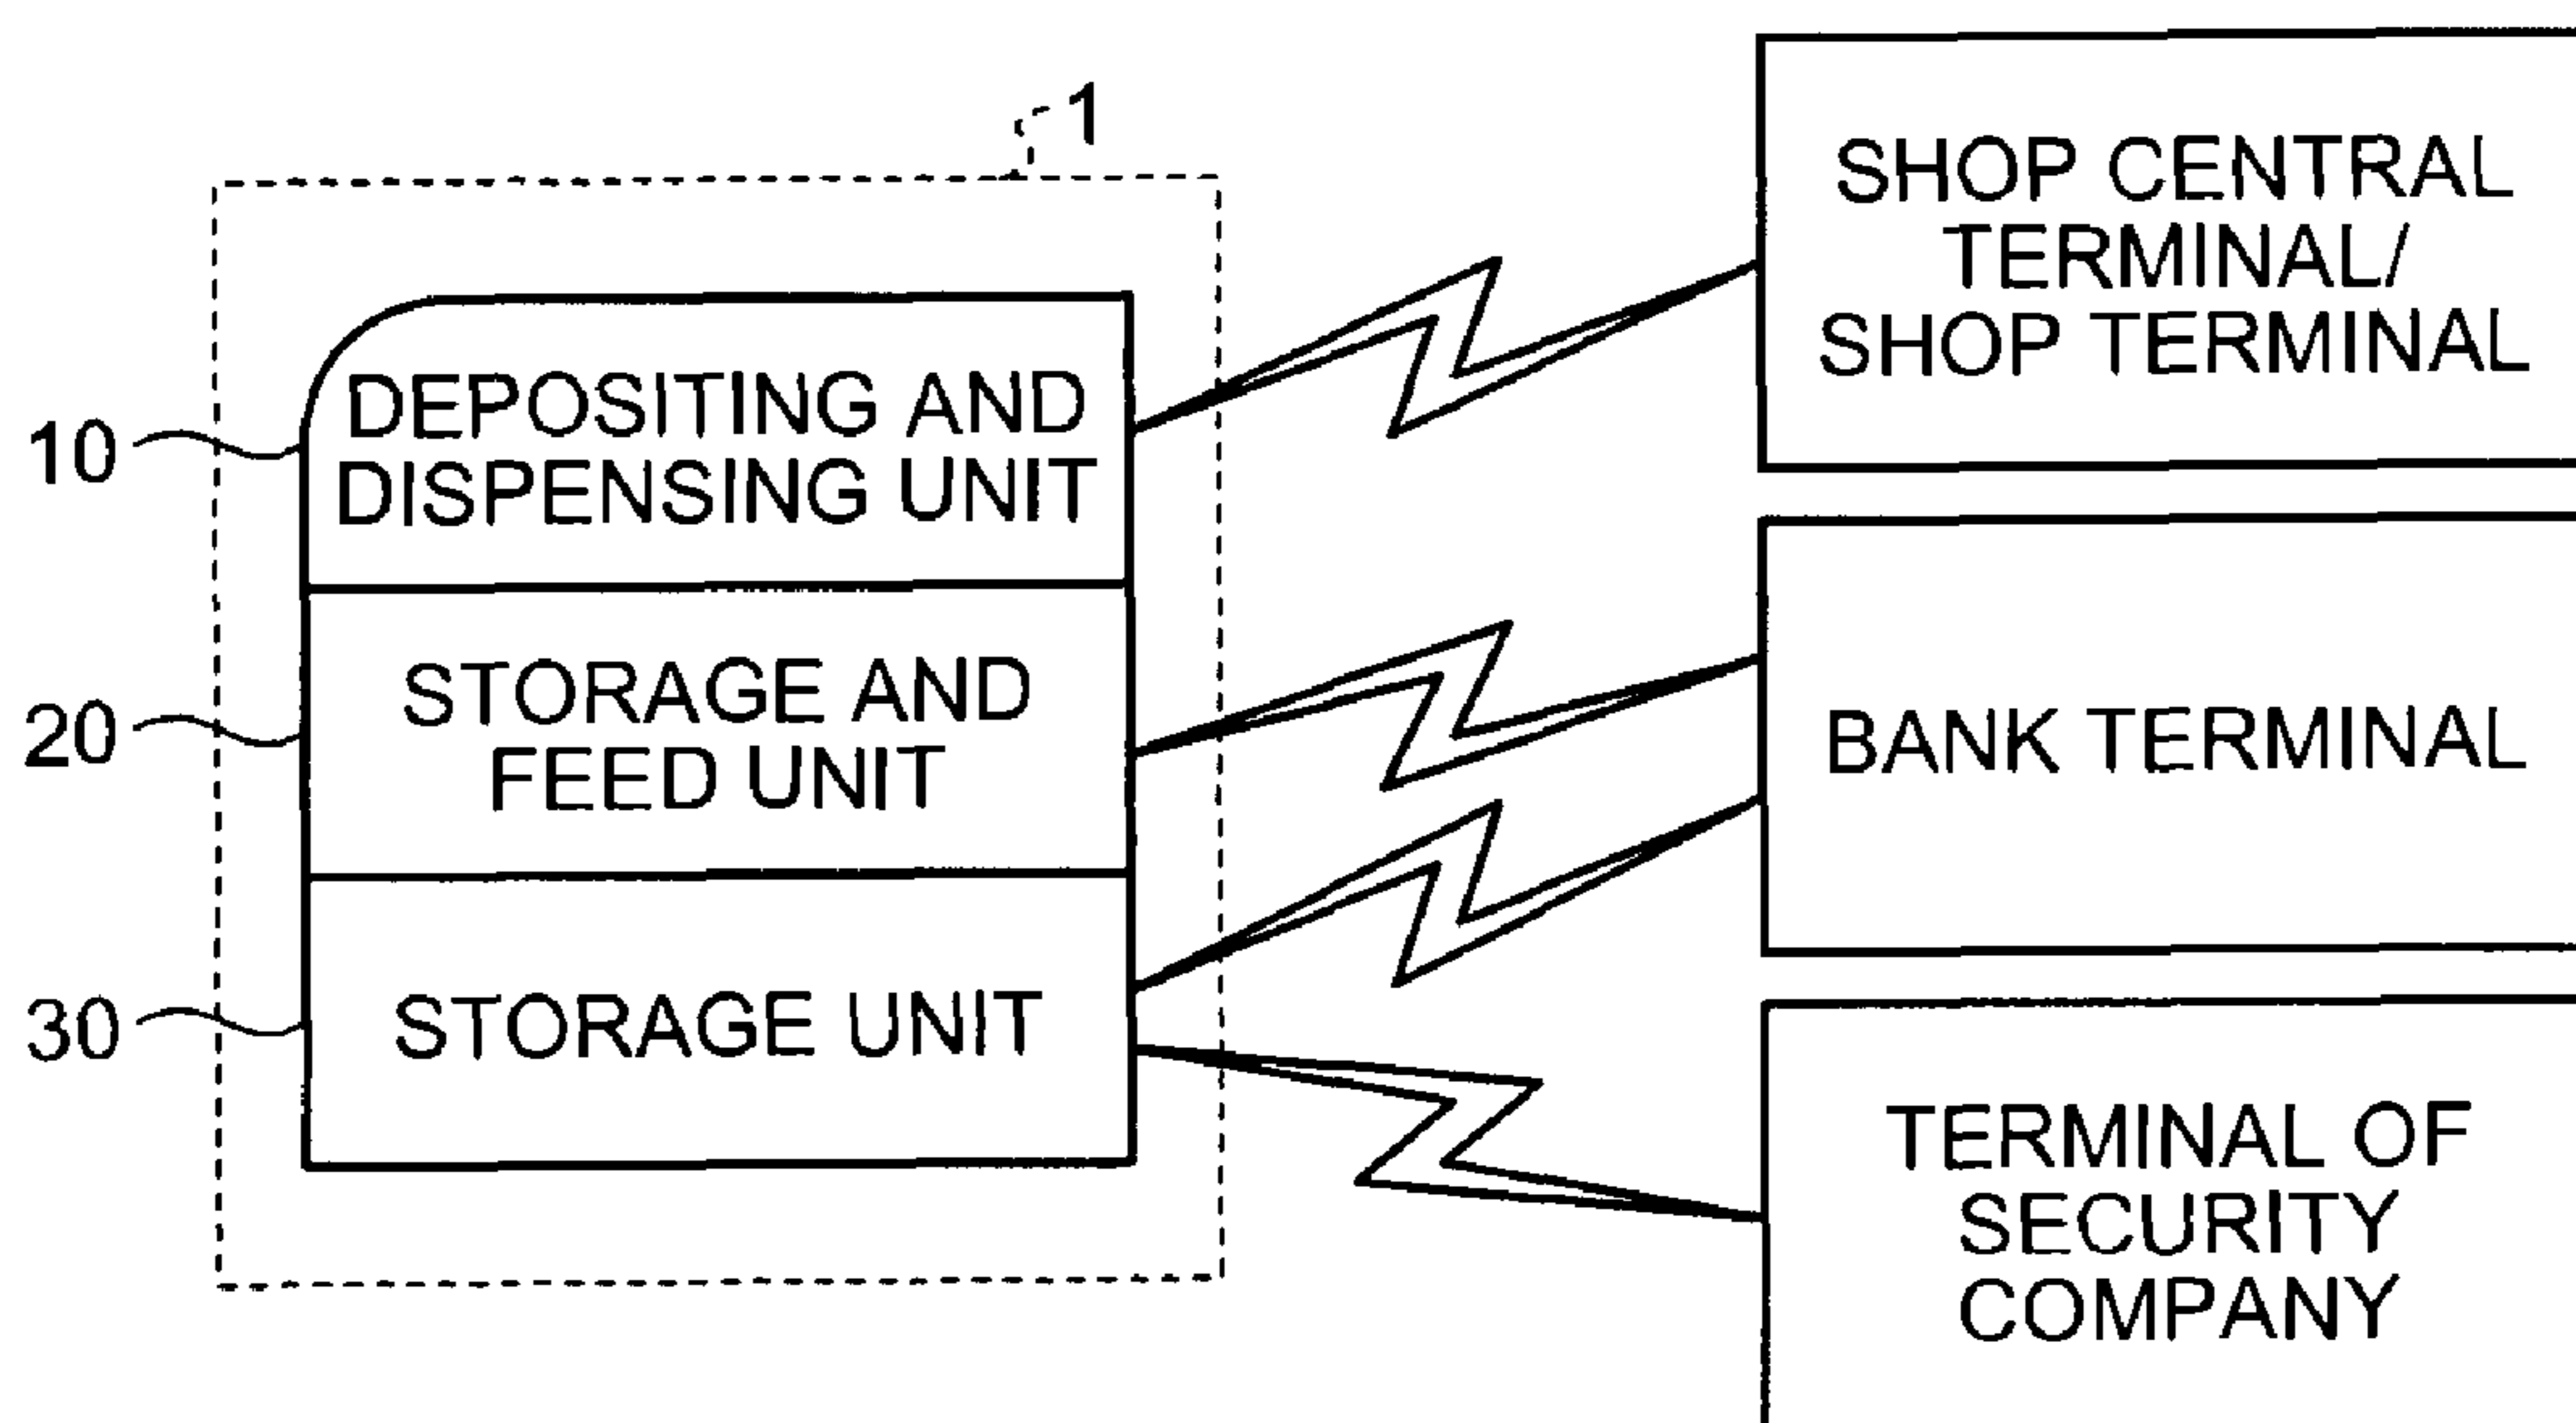 1
10
DEPOSITING AND
DISPENSING UNIT
20
STORAGE AND
FEED UNIT
30
STORAGE UNIT
SHOP CENTRAL
TERMINAL/
SHOP TERMINAL
BANK TERMINAL
TERMINAL OF
SECURITY
COMPANY